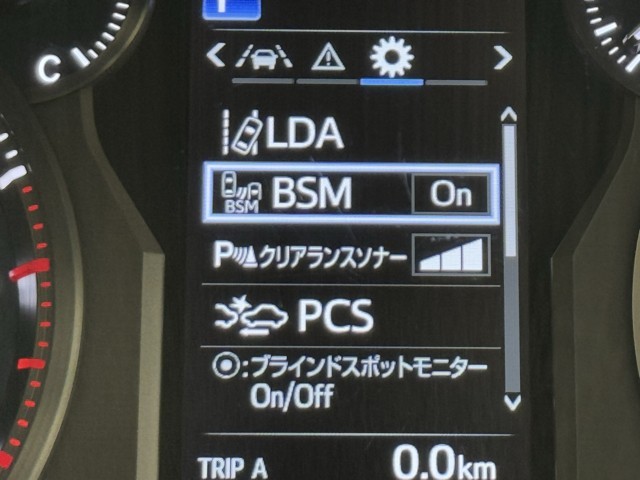 C
LDA
BSM
BSM On
P クリアランスソナー
PCS
:ブラインドスポットモニター
On/Off
TRIP A 0.0km